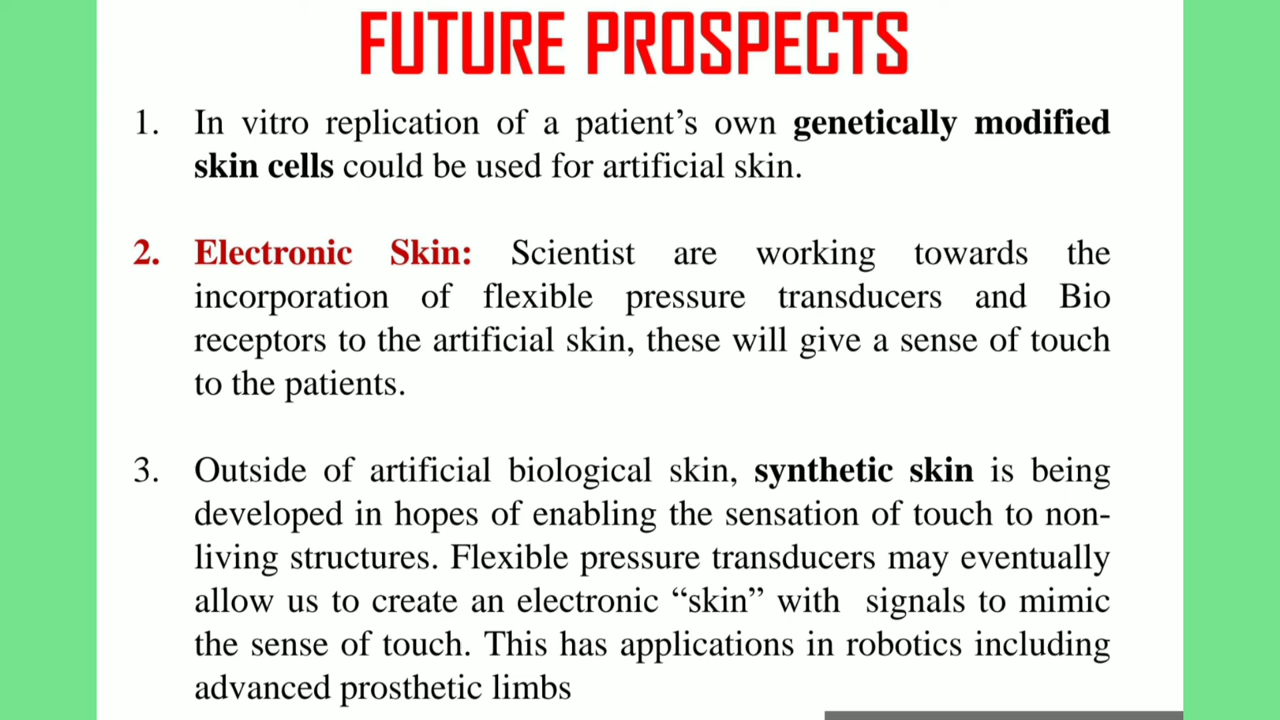 FUTURE PROSPECTS
1. In vitro replication of a patient’s own genetically modified
skin cells could be used for artificial skin.
2. Electronic Skin: Scientist are working towards the
incorporation of flexible pressure transducers and Bio
receptors to the artificial skin, these will give a sense of touch
to the patients.
3. Outside of artificial biological skin, synthetic skin is being
developed in hopes of enabling the sensation of touch to non-
living structures. Flexible pressure transducers may eventually
allow us to create an electronic “skin” with signals to mimic
the sense of touch. This has applications in robotics including
advanced prosthetic limbs